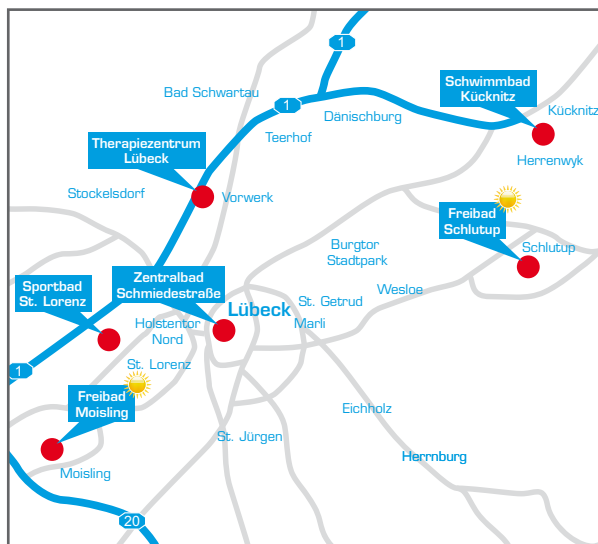 1
Schwimmbad
Kücknitz
Bad Schwartau
1
Kücknitz
Dänischburg
Teerhof
Therapiezentrum
Lübeck
Herrenwyk
Stockelsdorf
Vorwerk
Freibad
Schlutup
Burgtor
Stadtpark
Schlutup
Sportbad
St. Lorenz
Zentralbad
Schmiedestraße
Wesloe
St. Getrud
Lübeck
Holstentor
Nord
Marli
St. Lorenz
1
Freibad
Moisling
Eichholz
St. Jürgen
Herrnburg
Moisling
20